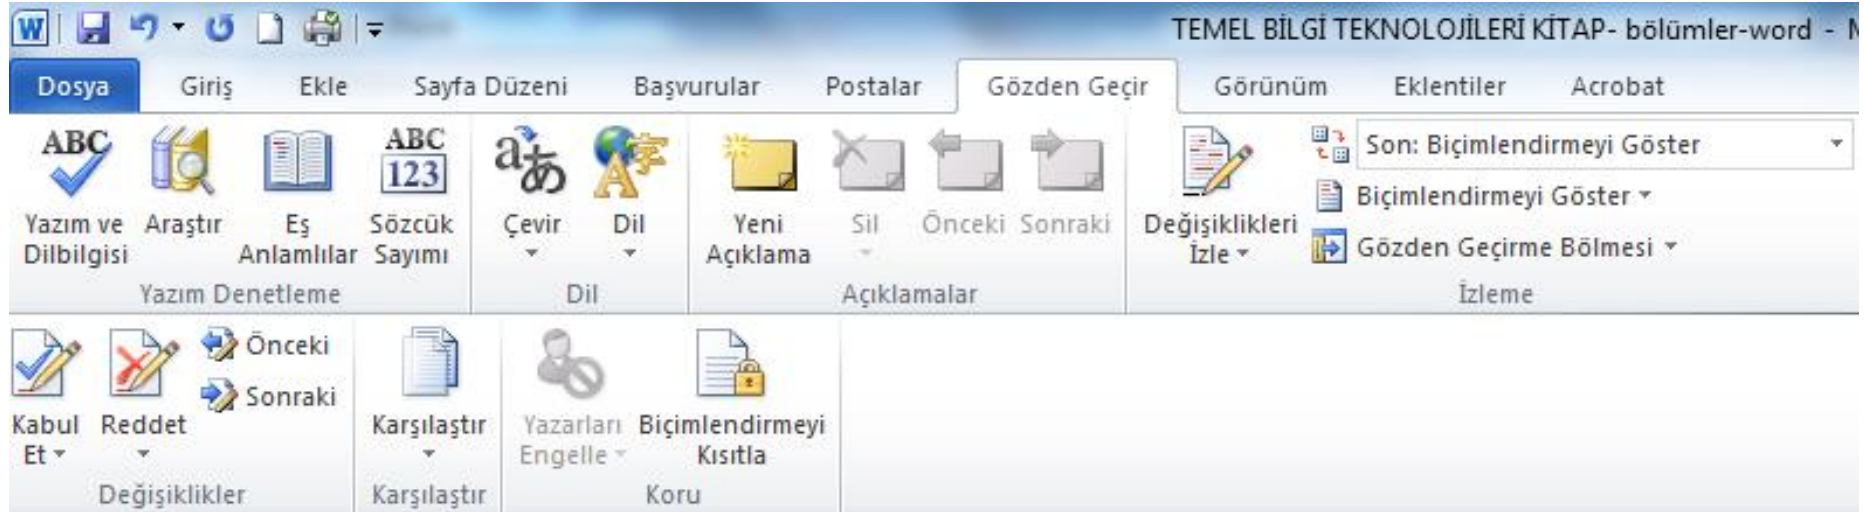 TEMEL BİLGİ TEKNOLOJİLERİ KİTAP- bölümler-word -
Dosya Giriş Ekle Sayfa Düzeni Başvurular Postalar Gözden Geçir Görünüm Eklentiler Acrobat
Yazım ve Dilbilgisi
Araştır
Eş Anlamlılar
ABC 123
Sözcük Sayımı
Yazım Denetleme
Çevir
Dil
Dil
Yeni Açıklama
Sil
Önceki
Sonraki
Açıklamalar
Değişiklikleri İzle
Son: Biçimlendirmeyi Göster
Biçimlendirmeyi Göster
Gözden Geçirme Bölmesi
İzleme
Kabul Et
Reddet
Önceki
Sonraki
Değişiklikler
Karşılaştır
Karşılaştır
Yazarları Engelle
Biçimlendirmeyi Kısıtla
Koru